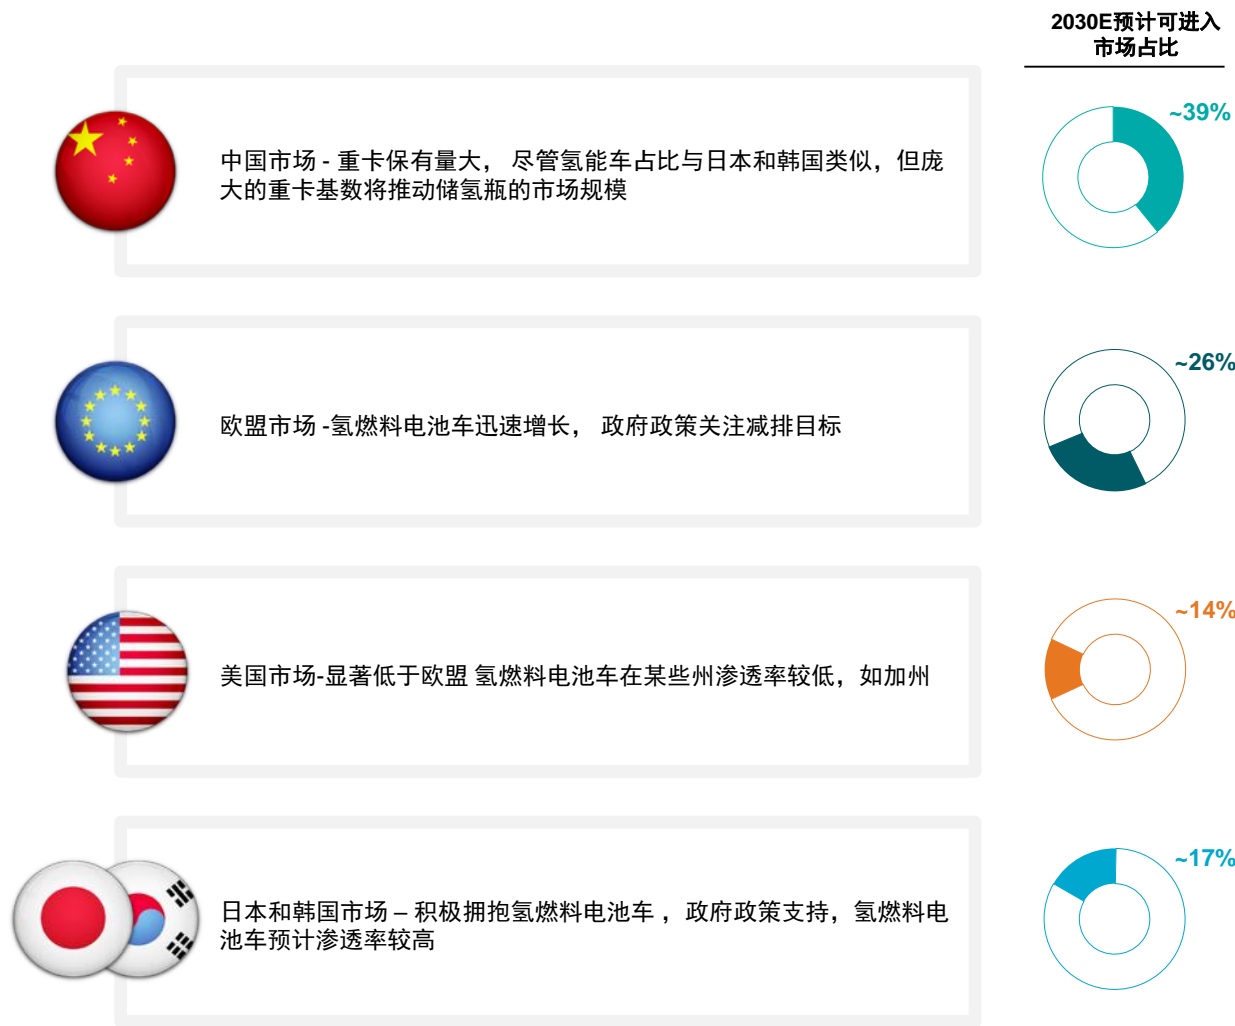 2030E预计可进入
市场占比
~39%
中国市场 - 重卡保有量大， 尽管氢能车占比与日本和韩国类似，但庞
大的重卡基数将推动储氢瓶的市场规模
~26%
欧盟市场 -氢燃料电池车迅速增长， 政府政策关注减排目标
~14%
美国市场-显著低于欧盟 氢燃料电池车在某些州渗透率较低，如加州
~17%
日本和韩国市场 – 积极拥抱氢燃料电池车 ，政府政策支持，氢燃料电
池车预计渗透率较高